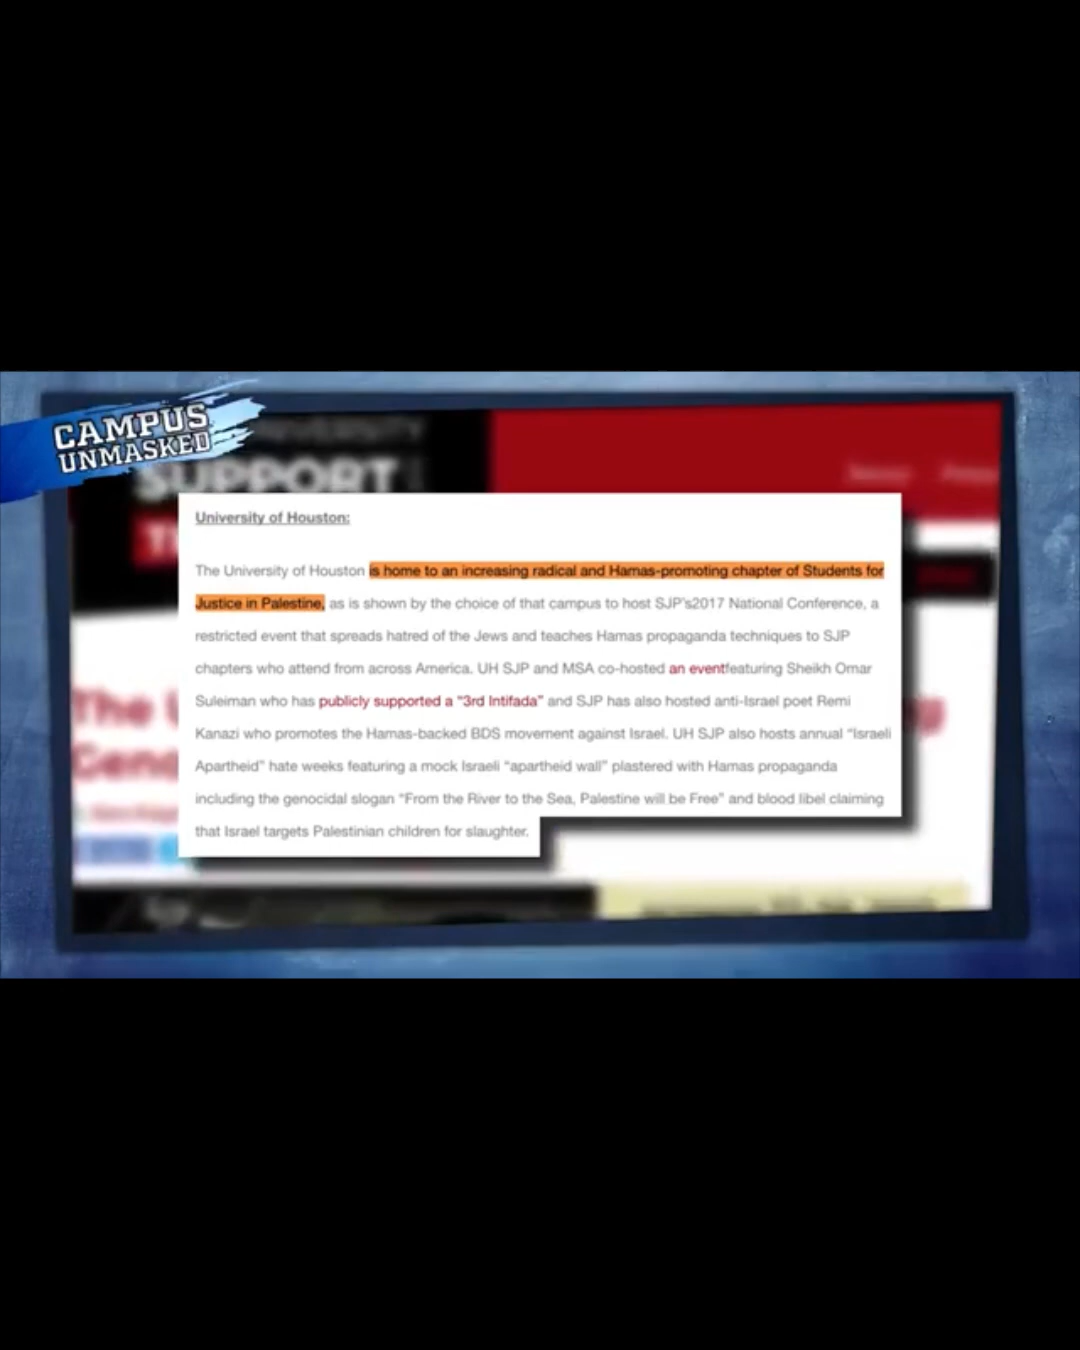 CAMPUS
UNMASKED
UNIVERSITY
SUPPORT
University of Houston:
The University of Houston is home to an increasing radical and Hamas-promoting chapter of Students for
Justice in Palestine, as is shown by the choice of that campus to host SJP's2017 National Conference, a
restricted event that spreads hatred of the Jews and teaches Hamas propaganda techniques to SJP
chapters who attend from across America. UH SJP and MSA co-hosted an eventfeaturing Sheikh Omar
Suleiman who has publicly supported a "3rd Intifada" and SJP has also hosted anti-Israel poet Remi
Kanazi who promotes the Hamas-backed BDS movement against Israel. UH SJP also hosts annual "Israeli
Apartheid" hate weeks featuring a mock Israeli "apartheid wall" plastered with Hamas propaganda
including the genocidal slogan "From the River to the Sea, Palestine will be Free" and blood libel claiming
that Israel targets Palestinian children for slaughter.
The